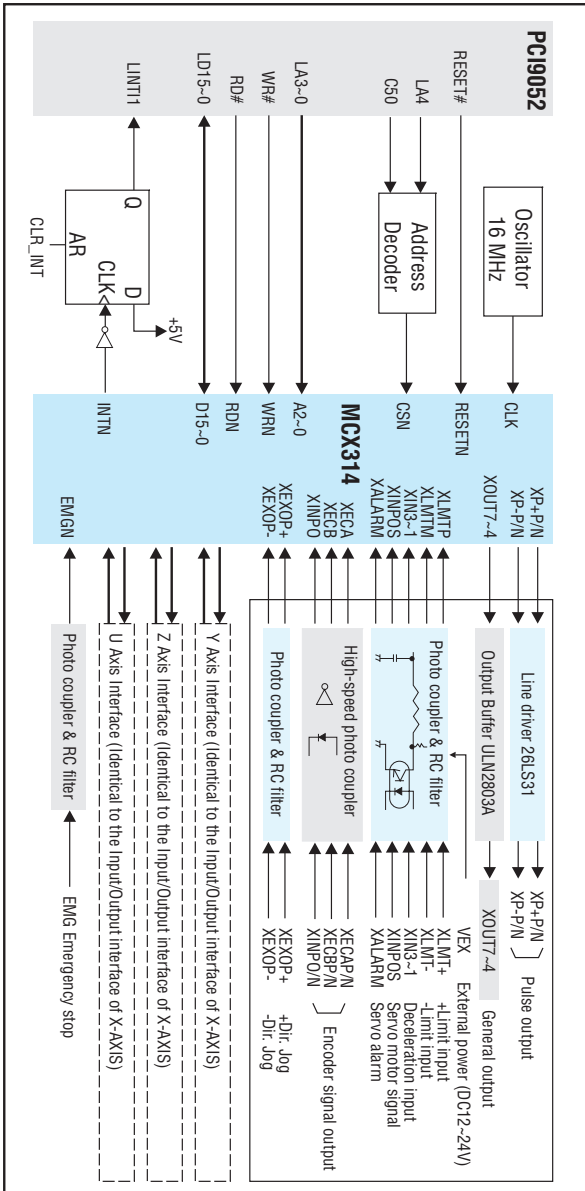 PCI9052
RESET#
LA4
C50
LA3~0
WR#
RD#
LD15~0
LINTI1
Oscillator
16 MHz
Address
Decoder
Q
D
AR
CLK
CLR_INT
+5V
MCX314
CLK
RESETN
CSN
A2~0
WRN
RDN
D15~0
INTN
XP+P/N
XP-P/N
XOUT7~4
XLMTP
XLMTM
XIN3~1
XINPOS
XALARM
XECA
XECB
XINPO
XEXOP+
XEXOP-
EMGN
Line driver 26LS31
Output Buffer ULN2803A
Photo coupler & RC filter
High-speed photo coupler
Photo coupler & RC filter
XP+P/N
XP-P/N
Pulse output
XOUT7~4
General output
VEX
External power (DC12~24V)
XLMT+ +Limit input
XLMT- -Limit input
XIN3~1 Deceleration input
XINPOS Servo motor signal
XALARM Servo alarm
XECAP/N
XECBP/N
XINPO/N
Encoder signal output
XEXOP+ +Dir. Jog
XEXOP- -Dir. Jog
Y Axis Interface (Identical to the Input/Output interface of X-AXIS)
Z Axis Interface (Identical to the Input/Output interface of X-AXIS)
U Axis Interface (Identical to the Input/Output interface of X-AXIS)
Photo coupler & RC filter
EMG Emergency stop